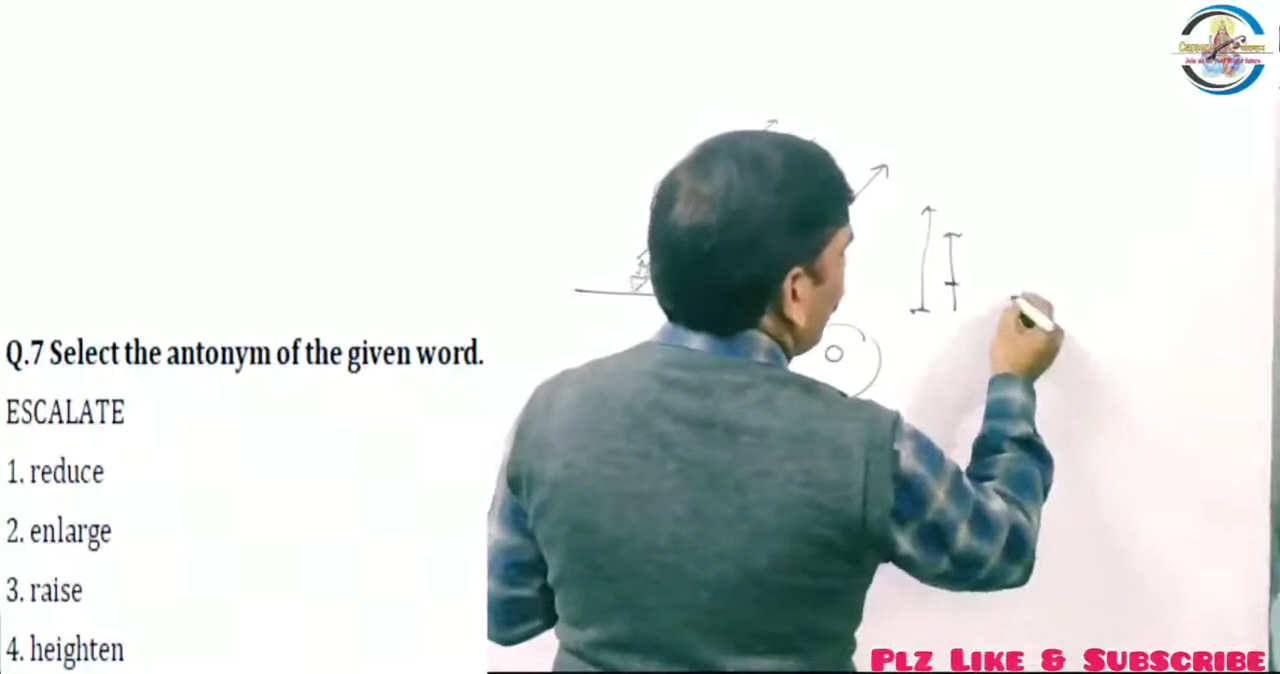 Q.7 Select the antonym of the given word.
ESCALATE
1. reduce
2. enlarge
3. raise
4. heighten
PLZ LIKE & SUBSCRIBE